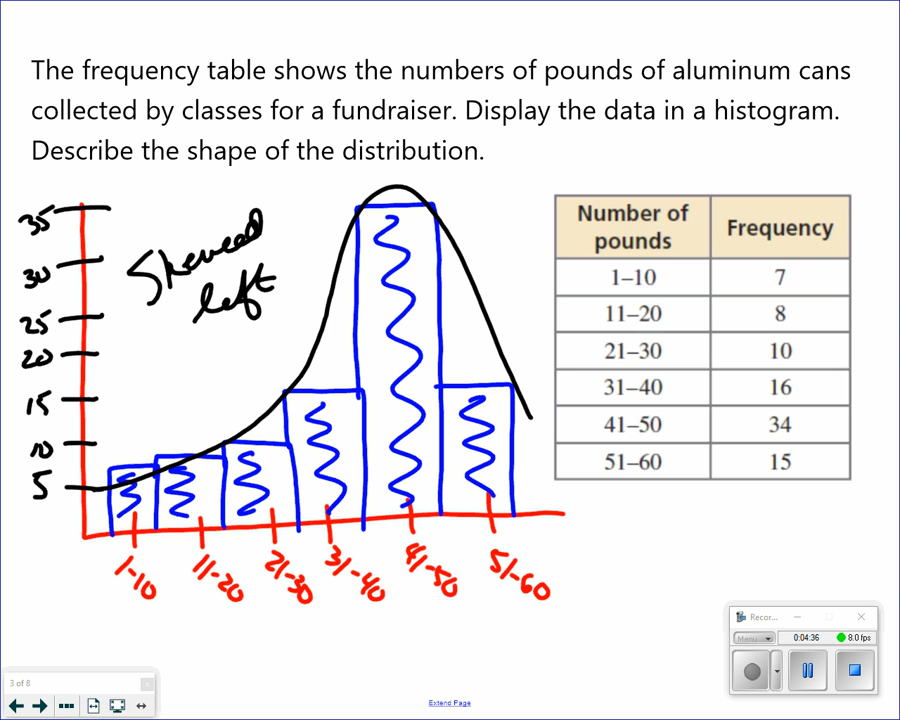 The frequency table shows the numbers of pounds of aluminum cans
collected by classes for a fundraiser. Display the data in a histogram.
Describe the shape of the distribution.
35
30
25
20
15
10
5
Skewed
left
1-10
11-20
21-30
31-40
41-50
51-60
Number of
pounds
Frequency
1–10 7
11–20 8
21–30 10
31–40 16
41–50 34
51–60 15
Recor...
Menu
0:04:36
8.0 fps
3 of 8
Extend Page